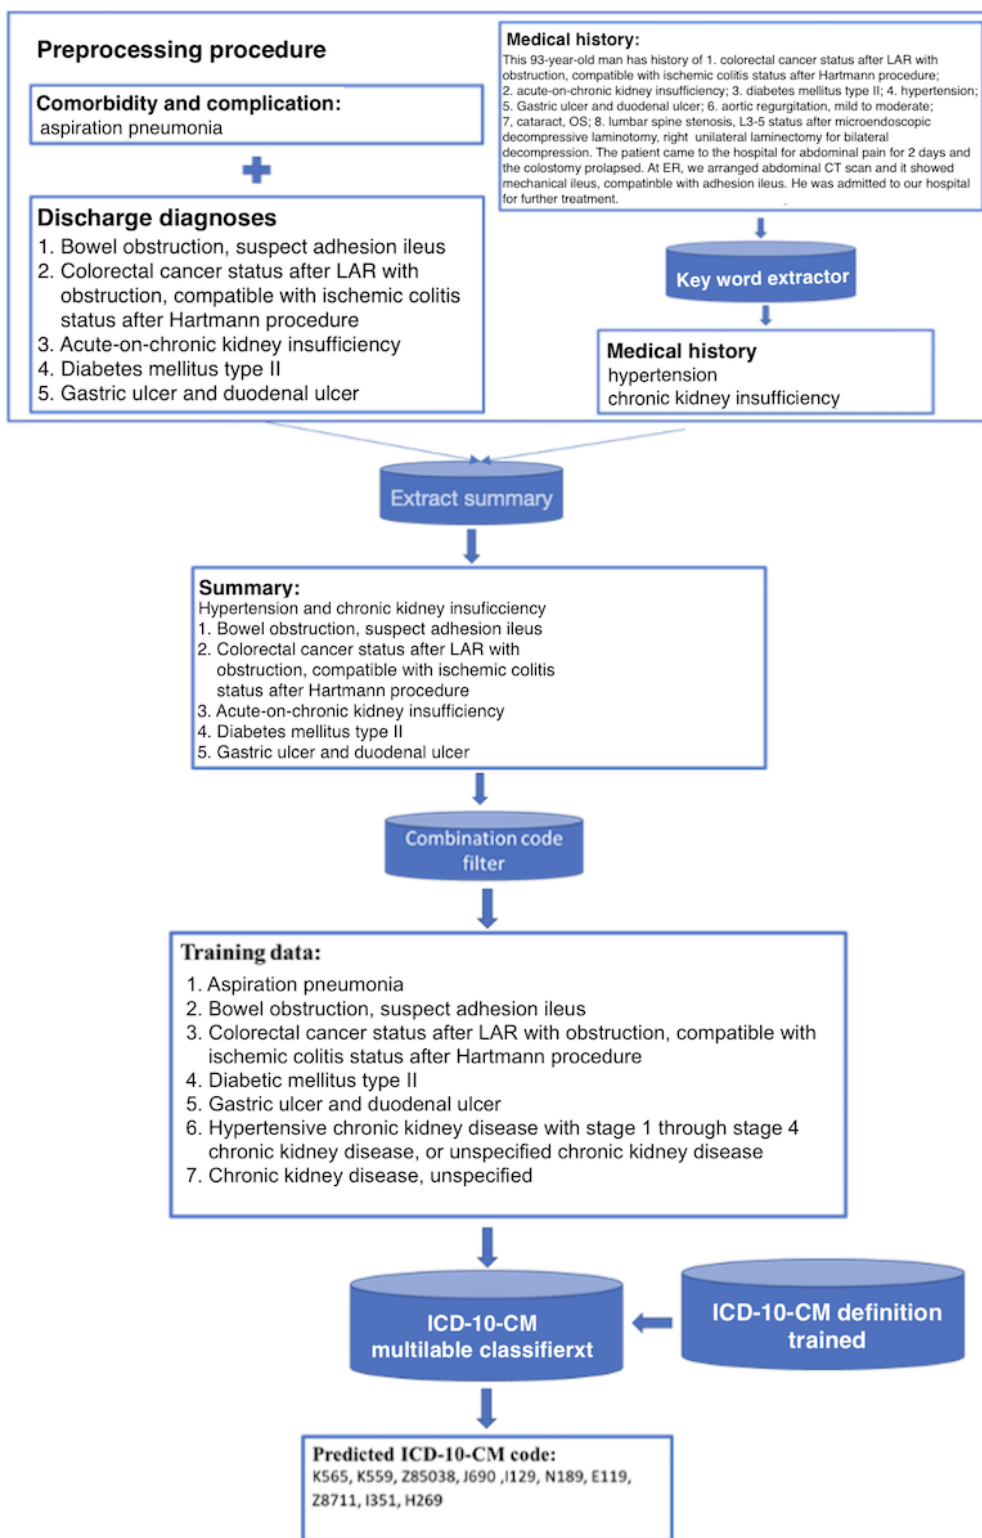 Preprocessing procedure
Comorbidity and complication:
aspiration pneumonia
Discharge diagnoses
1. Bowel obstruction, suspect adhesion ileus
2. Colorectal cancer status after LAR with
obstruction, compatible with ischemic colitis
status after Hartmann procedure
3. Acute-on-chronic kidney insufficiency
4. Diabetes mellitus type II
5. Gastric ulcer and duodenal ulcer
Medical history:
This 93-year-old man has history of 1. colorectal cancer status after LAR with
obstruction, compatible with ischemic colitis status after Hartmann procedure;
2. acute-on-chronic kidney insufficiency; 3. diabetes mellitus type II; 4. hypertension;
5. Gastric ulcer and duodenal ulcer; 6. aortic regurgitation, mild to moderate;
7, cataract, OS; 8. lumbar spine stenosis, L3-5 status after microendoscopic
decompressive laminotomy, right unilateral laminectomy for bilateral
decompression. The patient came to the hospital for abdominal pain for 2 days and
the colostomy prolapsed. At ER, we arranged abdominal CT scan and it showed
mechanical ileus, compatinble with adhesion ileus. He was admitted to our hospital
for further treatment.
Key word extractor
Medical history
hypertension
chronic kidney insufficiency
Extract summary
Summary:
Hypertension and chronic kidney insuficciency
1. Bowel obstruction, suspect adhesion ileus
2. Colorectal cancer status after LAR with
obstruction, compatible with ischemic colitis
status after Hartmann procedure
3. Acute-on-chronic kidney insufficiency
4. Diabetes mellitus type II
5. Gastric ulcer and duodenal ulcer
Combination code
filter
Training data:
1. Aspiration pneumonia
2. Bowel obstruction, suspect adhesion ileus
3. Colorectal cancer status after LAR with obstruction, compatible with
ischemic colitis status after Hartmann procedure
4. Diabetic mellitus type II
5. Gastric ulcer and duodenal ulcer
6. Hypertensive chronic kidney disease with stage 1 through stage 4
chronic kidney disease, or unspecified chronic kidney disease
7. Chronic kidney disease, unspecified
ICD-10-CM
multilable classifierxt
ICD-10-CM definition
trained
Predicted ICD-10-CM code:
K565, K559, Z85038, J690 ,I129, N189, E119,
Z8711, I351, H269